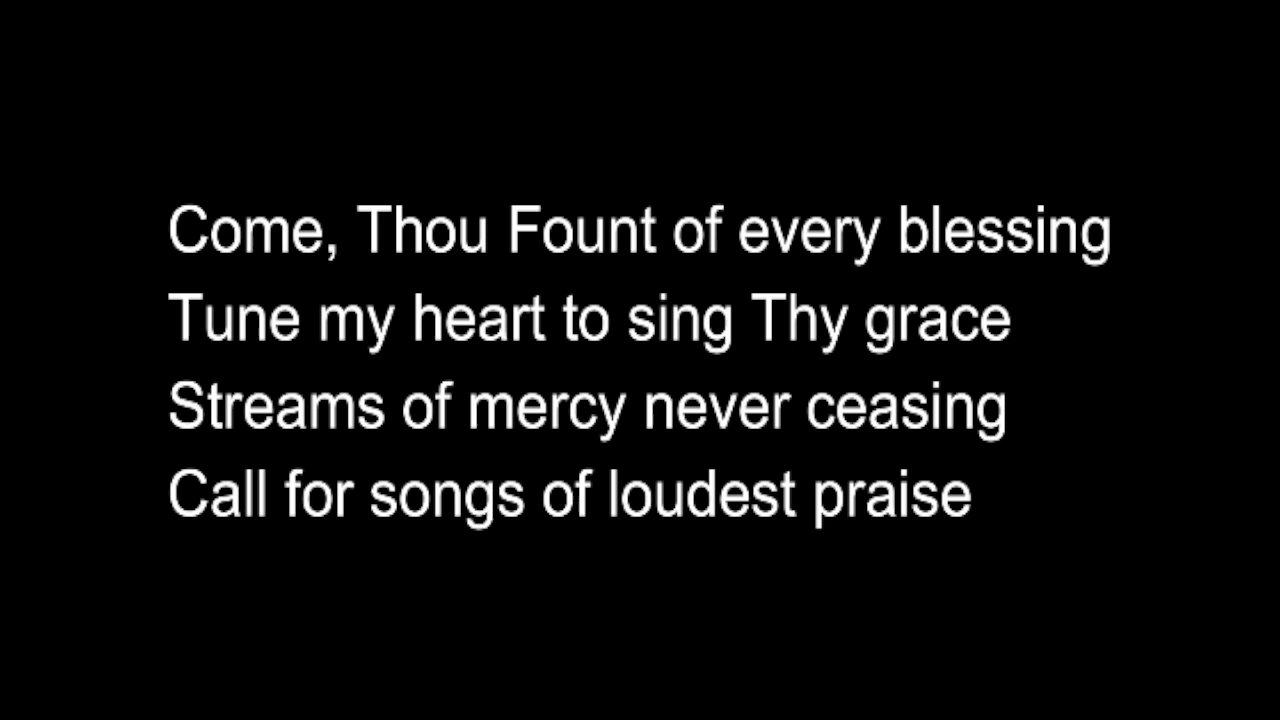 Come, Thou Fount of every blessing
Tune my heart to sing Thy grace
Streams of mercy never ceasing
Call for songs of loudest praise